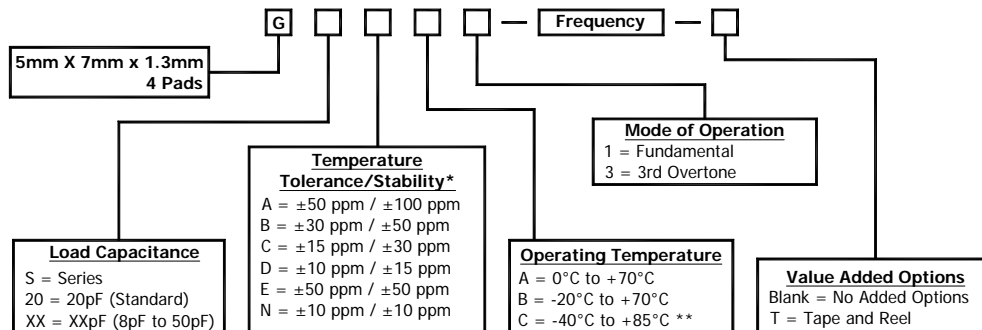 G
Frequency
5mm X 7mm x 1.3mm
4 Pads
Mode of Operation
1 = Fundamental
3 = 3rd Overtone
Temperature
Tolerance/Stability*
A = ±50 ppm / ±100 ppm
B = ±30 ppm / ±50 ppm
C = ±15 ppm / ±30 ppm
D = ±10 ppm / ±15 ppm
E = ±50 ppm / ±50 ppm
N = ±10 ppm / ±10 ppm
Load Capacitance
S = Series
20 = 20pF (Standard)
XX = XXpF (8pF to 50pF)
Operating Temperature
A = 0°C to +70°C
B = -20°C to +70°C
C = -40°C to +85°C **
Value Added Options
Blank = No Added Options
T = Tape and Reel